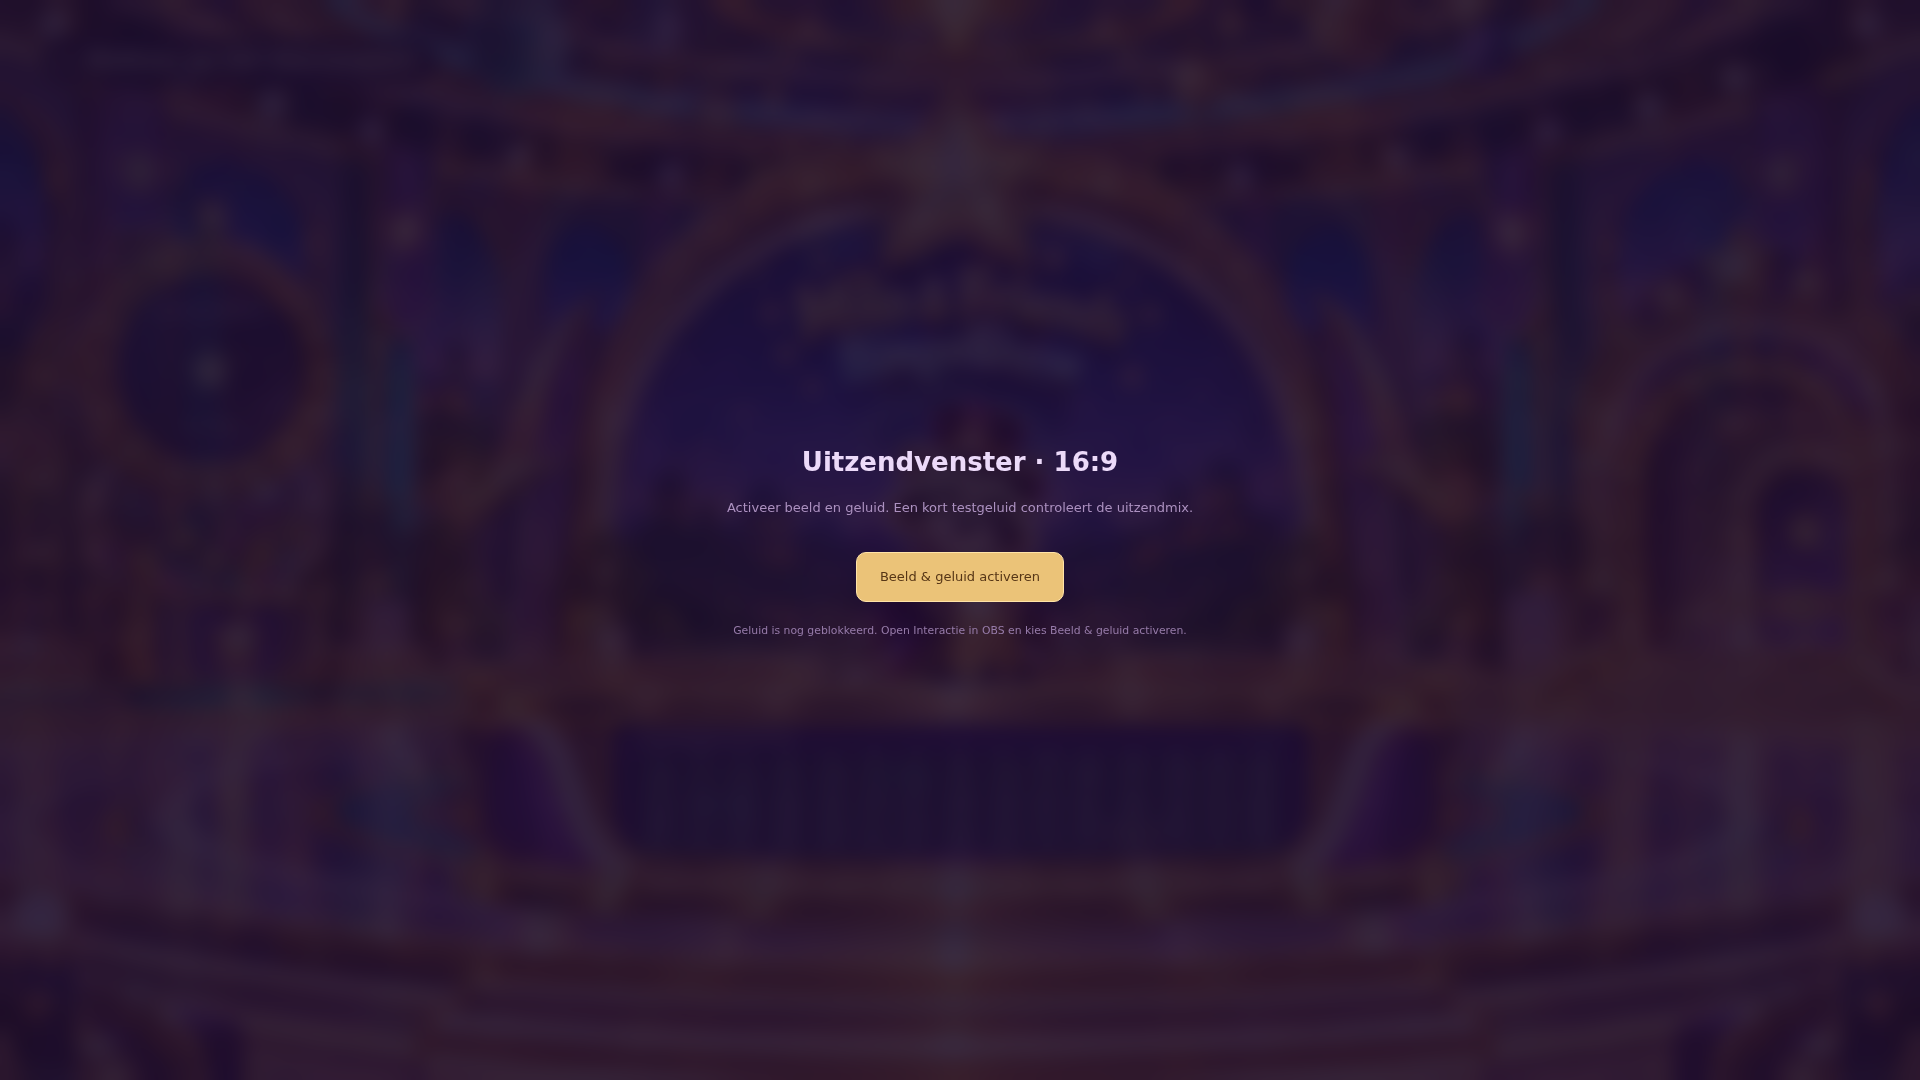 Uitzendvenster · 16:9
Activeer beeld en geluid. Een kort testgeluid controleert de uitzendmix.
Beeld & geluid activeren
Geluid is nog geblokkeerd. Open Interactie in OBS en kies Beeld & geluid activeren.